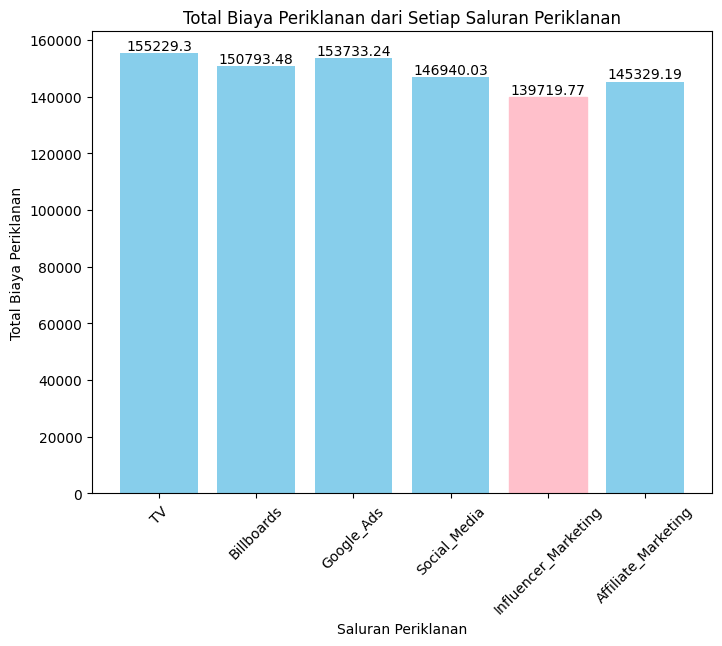 Total Biaya Periklanan dari Setiap Saluran Periklanan
Total Biaya Periklanan
160000
140000
120000
100000
80000
60000
40000
20000
0
155229.3
150793.48
153733.24
146940.03
139719.77
145329.19
TV
Billboards
Google_Ads
Social_Media
Influencer_Marketing
Affiliate_Marketing
Saluran Periklanan